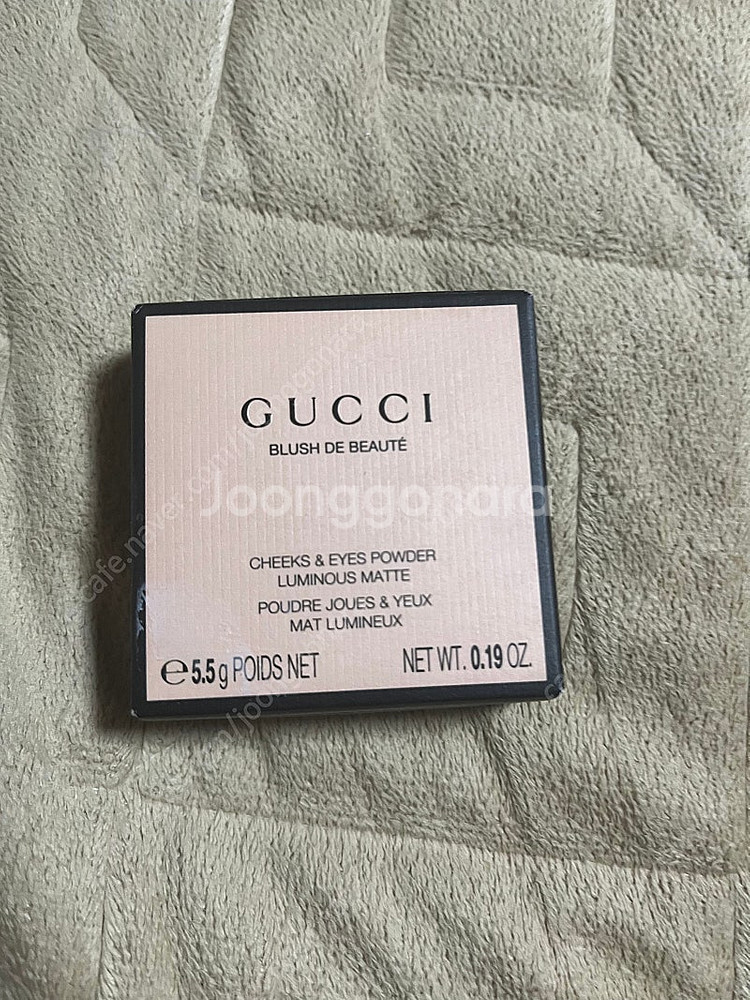 GUCCI
BLUSH DE BEAUTÉ
Joonggonara
CHEEKS & EYES POWDER
LUMINOUS MATTE
POUDRE JOUES & YEUX
MAT LUMINEUX
℮ 5.5 g POIDS NET
NET WT. 0.19 OZ.